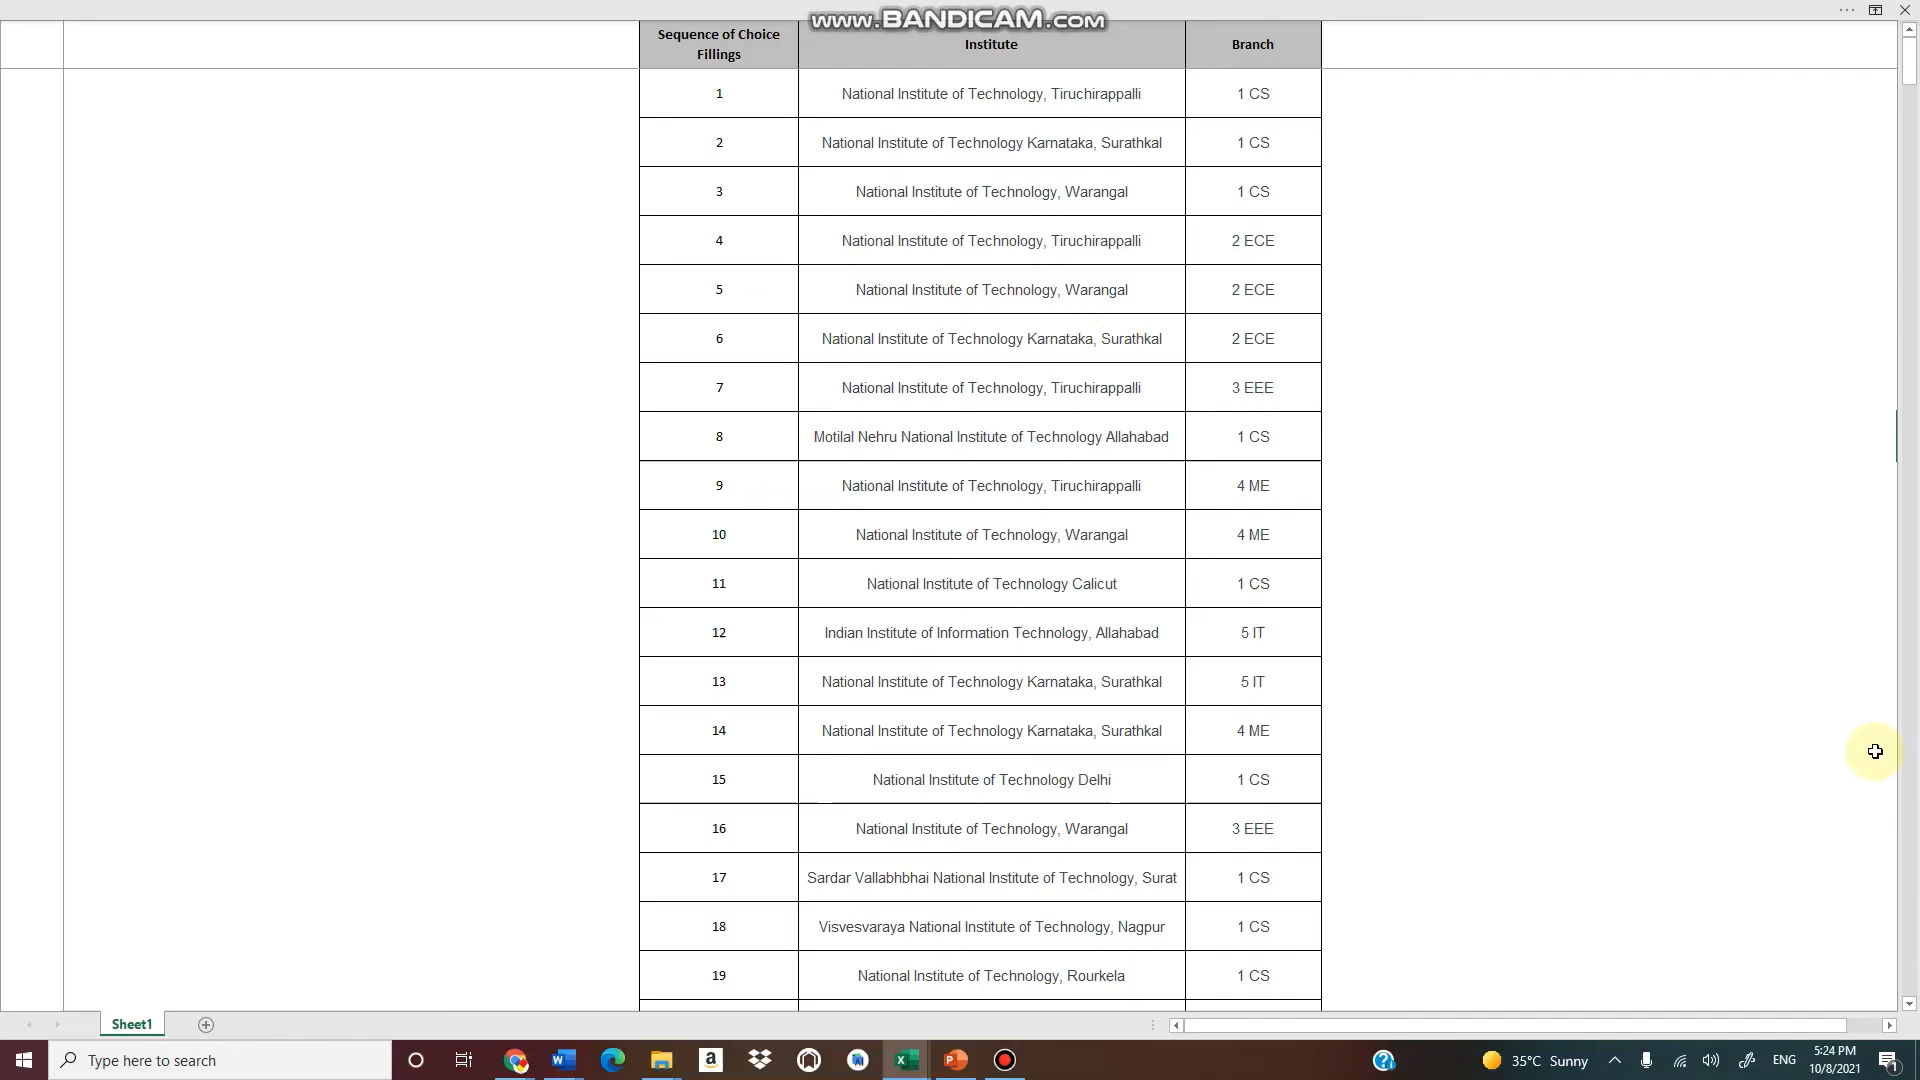 www.BANDICAM.com
Sequence of Choice Fillings Institute Branch
1 National Institute of Technology, Tiruchirappalli 1 CS
2 National Institute of Technology Karnataka, Surathkal 1 CS
3 National Institute of Technology, Warangal 1 CS
4 National Institute of Technology, Tiruchirappalli 2 ECE
5 National Institute of Technology, Warangal 2 ECE
6 National Institute of Technology Karnataka, Surathkal 2 ECE
7 National Institute of Technology, Tiruchirappalli 3 EEE
8 Motilal Nehru National Institute of Technology Allahabad 1 CS
9 National Institute of Technology, Tiruchirappalli 4 ME
10 National Institute of Technology, Warangal 4 ME
11 National Institute of Technology Calicut 1 CS
12 Indian Institute of Information Technology, Allahabad 5 IT
13 National Institute of Technology Karnataka, Surathkal 5 IT
14 National Institute of Technology Karnataka, Surathkal 4 ME
15 National Institute of Technology Delhi 1 CS
16 National Institute of Technology, Warangal 3 EEE
17 Sardar Vallabhbhai National Institute of Technology, Surat 1 CS
18 Visvesvaraya National Institute of Technology, Nagpur 1 CS
19 National Institute of Technology, Rourkela 1 CS
Sheet1
Type here to search
35°C Sunny
ENG
5:24 PM
10/8/2021
1